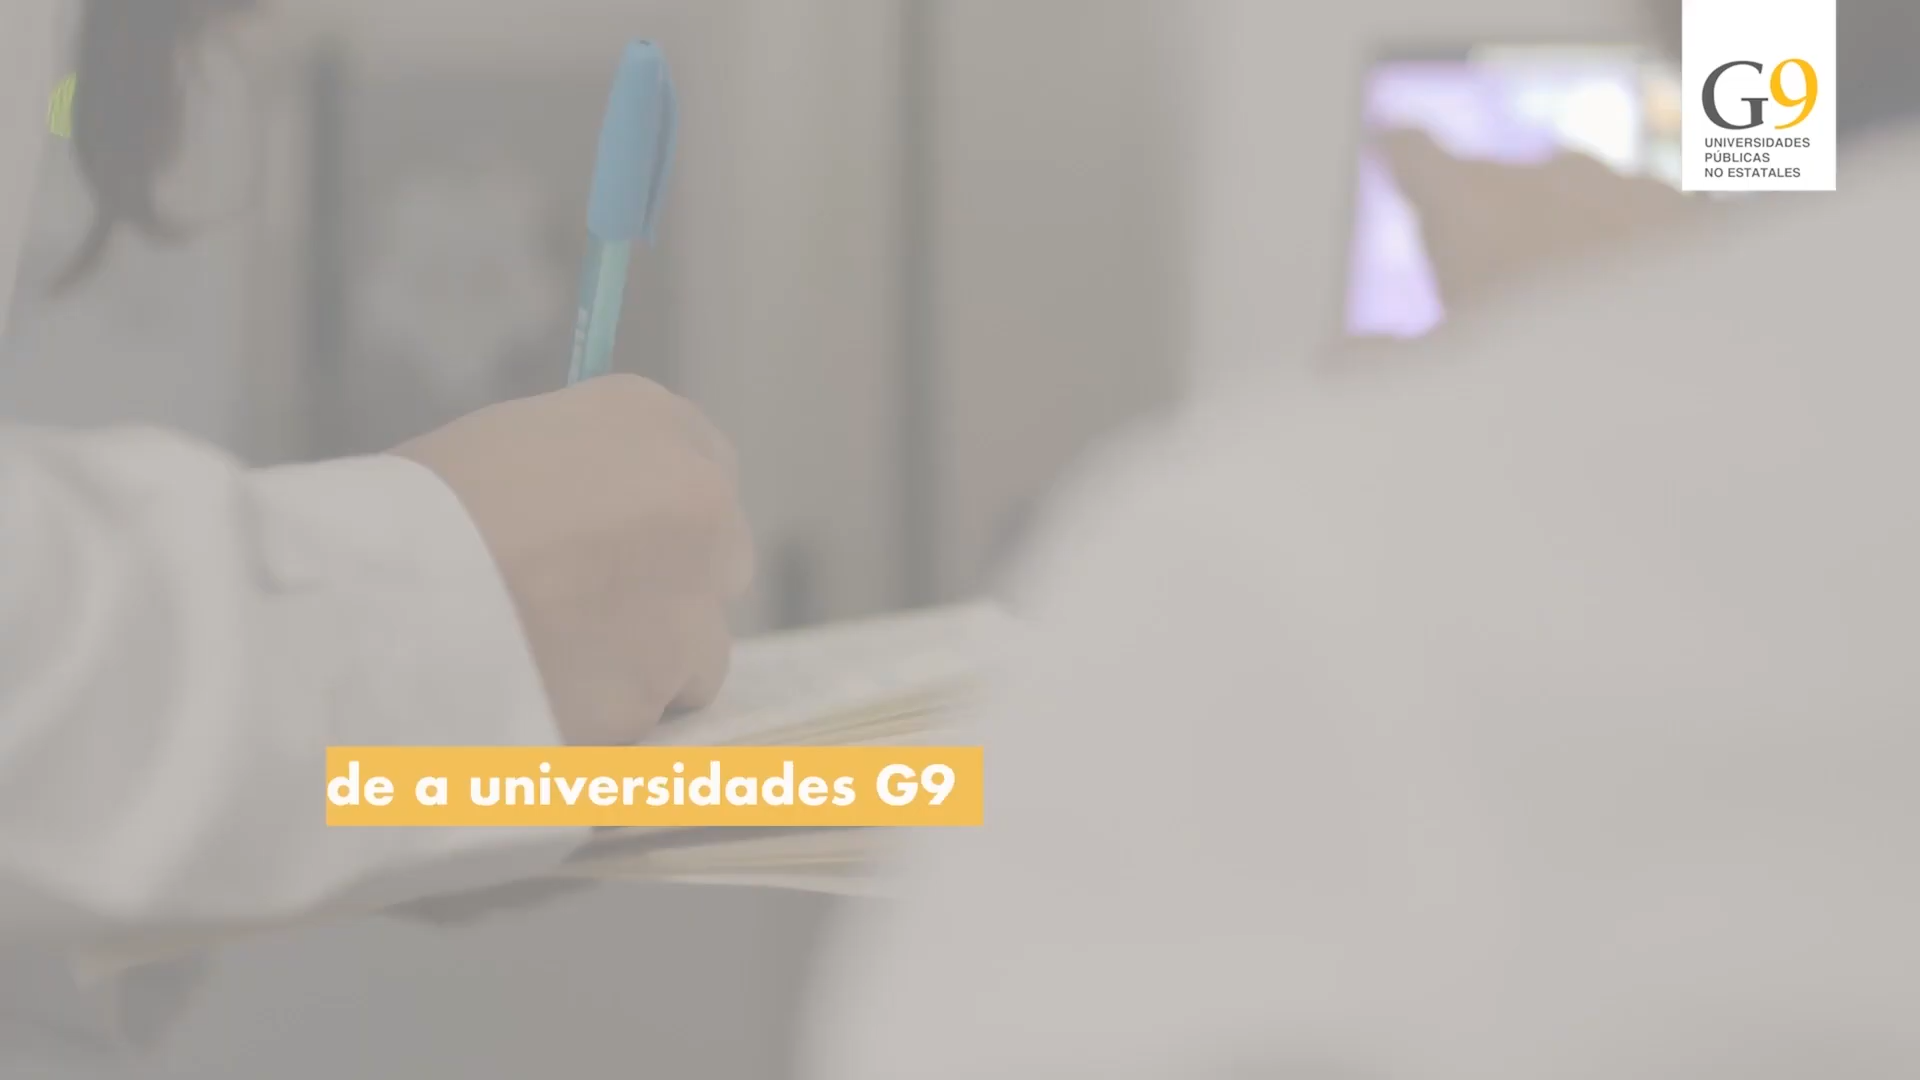 G9
UNIVERSIDADES
PÚBLICAS
NO ESTATALES
de a universidades G9